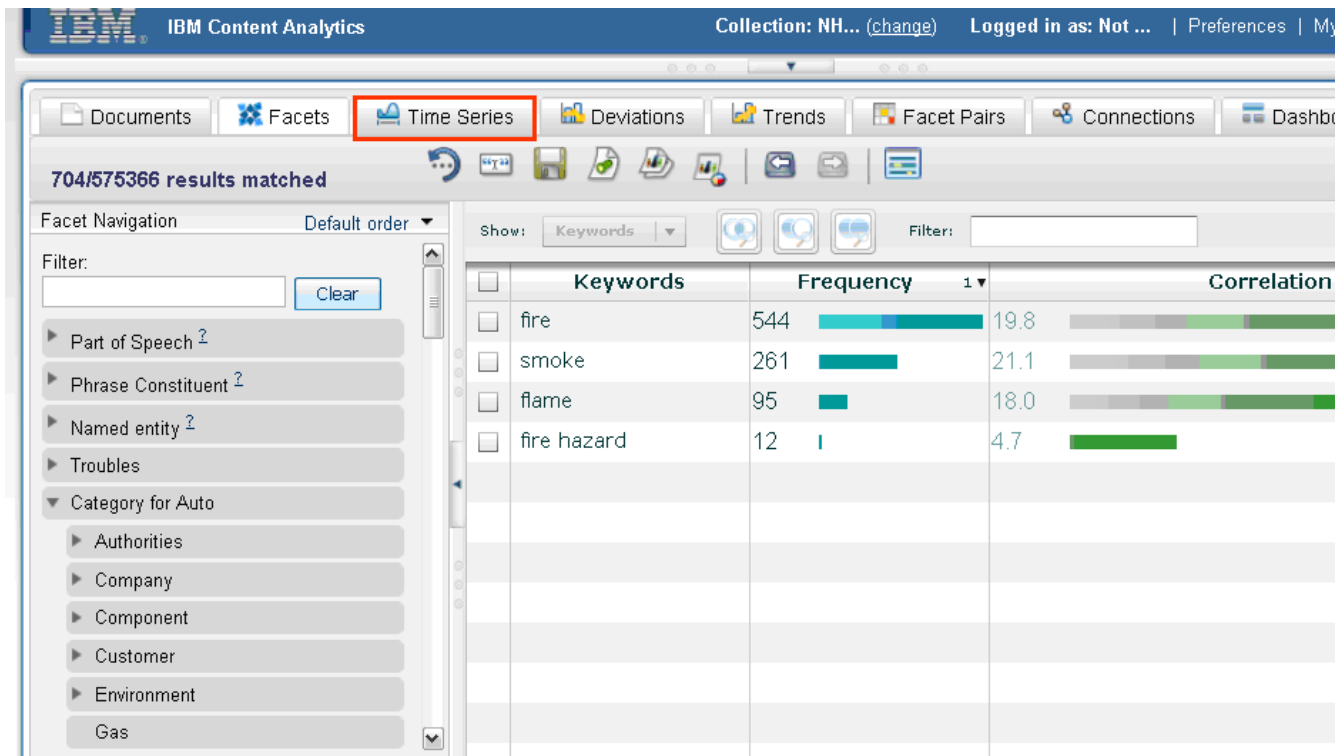 IBM IBM Content Analytics Collection: NH... (change) Logged in as: Not ... | Preferences | My
Documents Facets Time Series Deviations Trends Facet Pairs Connections Dashbo
704/575366 results matched
Facet Navigation Default order
Filter:
Clear
Part of Speech ?
Phrase Constituent ?
Named entity ?
Troubles
Category for Auto
Authorities
Company
Component
Customer
Environment
Gas
Show: Keywords Filter:
Keywords Frequency 1 Correlation
fire 544 19.8
smoke 261 21.1
flame 95 18.0
fire hazard 12 4.7